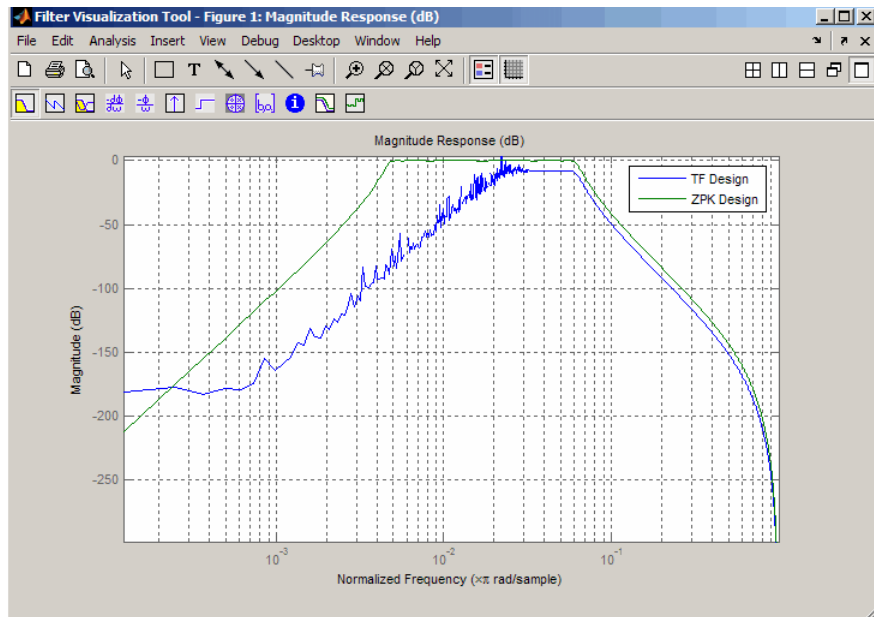 Filter Visualization Tool - Figure 1: Magnitude Response (dB)
File Edit Analysis Insert View Debug Desktop Window Help
T
[b,a]
i
Magnitude Response (dB)
0
-50
-100
-150
-200
-250
Magnitude (dB)
TF Design
ZPK Design
10^-3
10^-2
10^-1
Normalized Frequency (×π rad/sample)